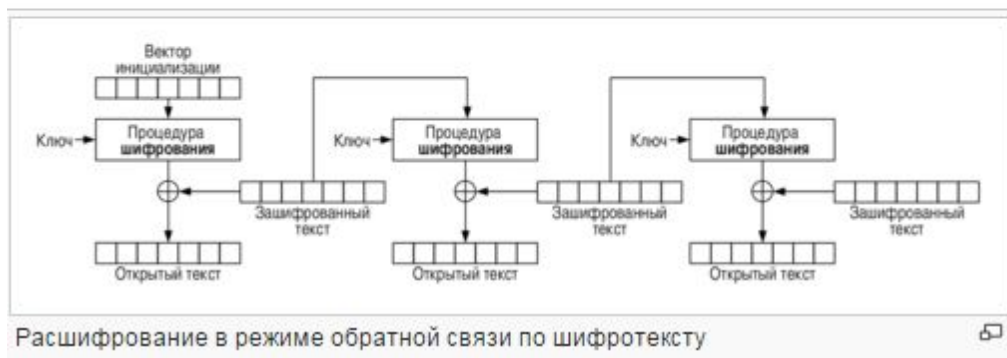 Вектор
инициализации
Ключ
Процедура
шифрования
Ключ
Процедура
шифрования
Ключ
Процедура
шифрования
Зашифрованный
текст
Зашифрованный
текст
Зашифрованный
текст
Открытый текст
Открытый текст
Открытый текст
Расшифрование в режиме обратной связи по шифротексту